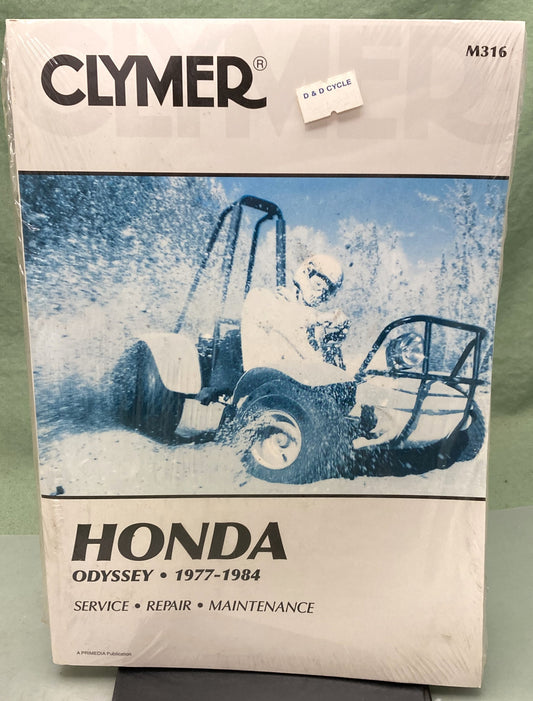 M316
CLYMER®
D & D CYCLE
HONDA
ODYSSEY • 1977-1984
SERVICE • REPAIR • MAINTENANCE
A PRIMEDIA Publication